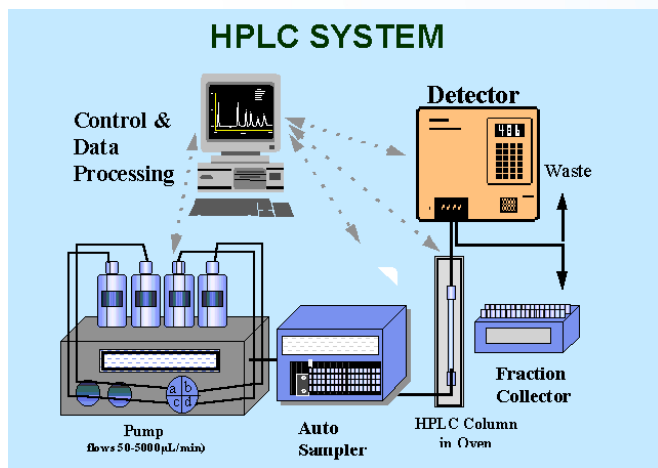 HPLC SYSTEM
Control &
Data
Processing
Detector
486
Waste
a b
c d
Pump
flows 50-5000µL/min)
Auto
Sampler
HPLC Column
in Oven
Fraction
Collector